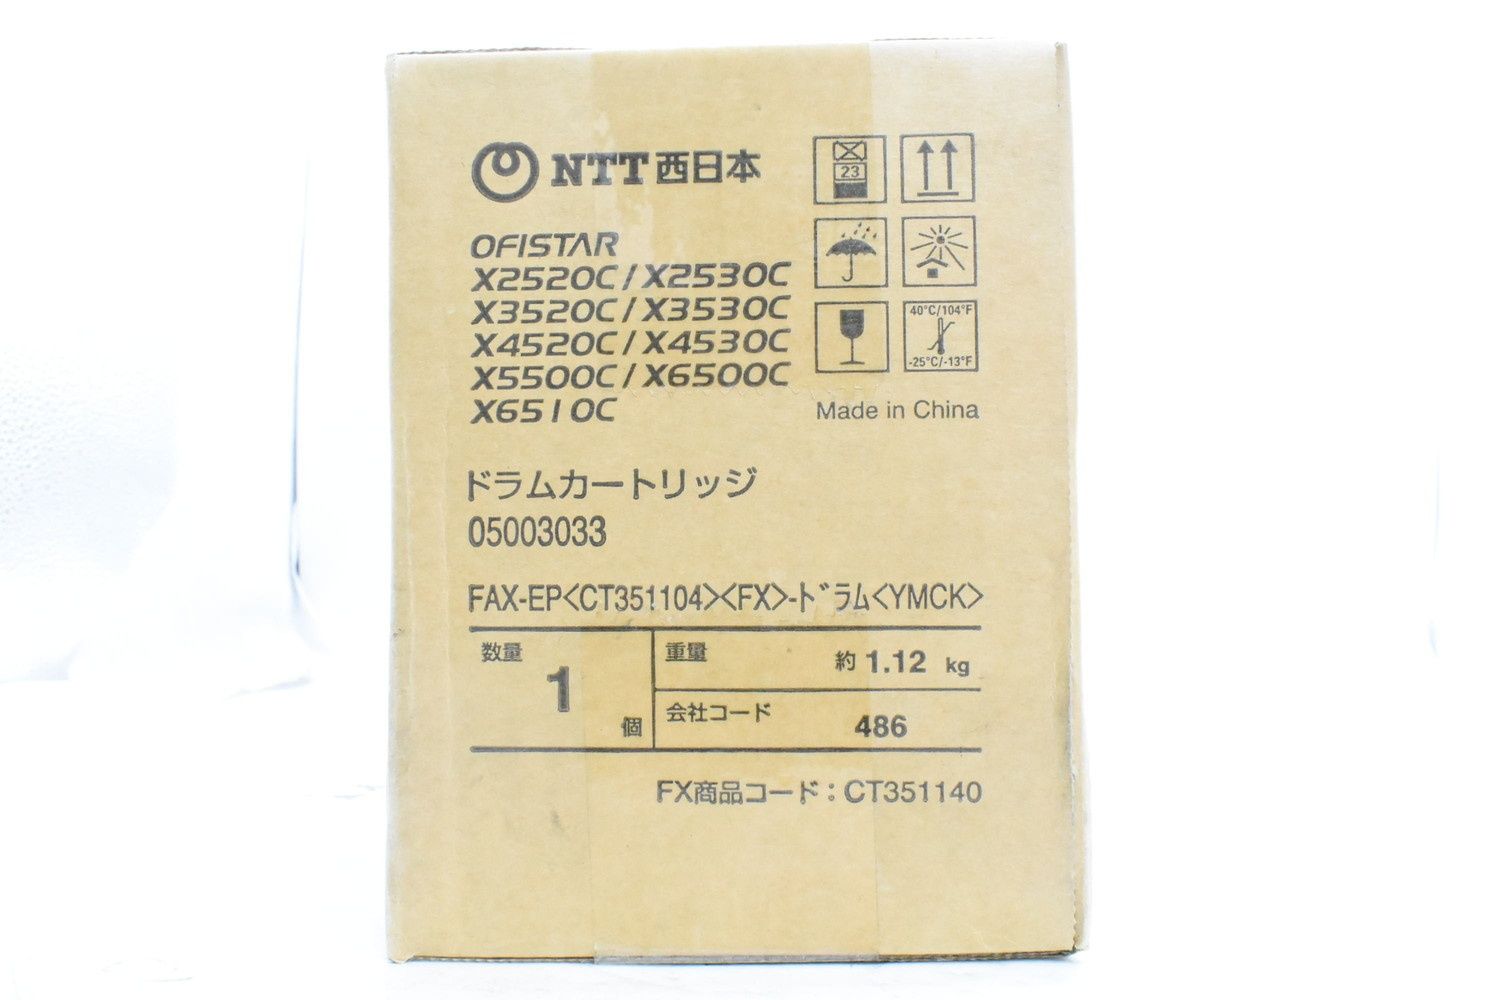 NTT西日本
OFISTAR
X2520C/X2530C
X3520C/X3530C
X4520C/X4530C
X5500C/X6500C
X6510C
23
40°C/104°F
-25°C/-13°F
Made in China
ドラムカートリッジ
05003033
FAX-EP<CT351104><FX>-ドラム<YMCK>
数量
1
個
重量
約 1.12 kg
会社コード
486
FX商品コード：CT351140